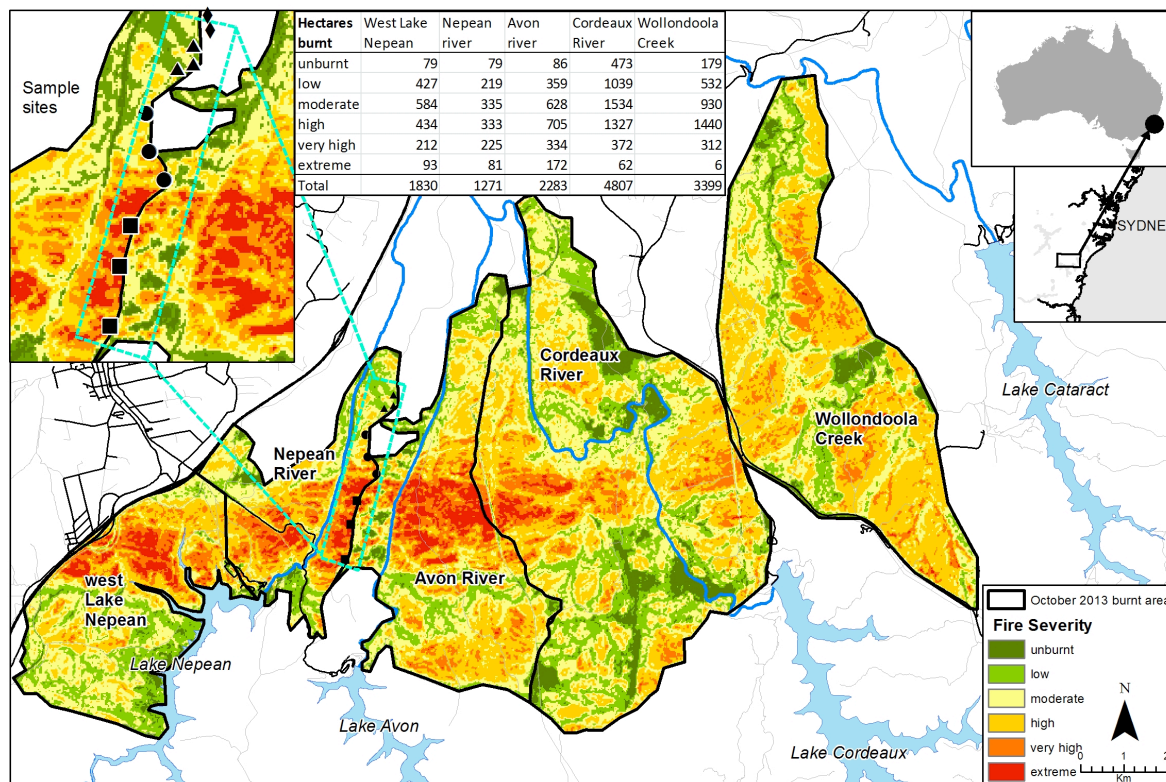 Sample
sites
Hectares burnt West Lake Nepean Nepean river Avon river Cordeaux River Wollondoola Creek
unburnt 79 79 86 473 179
low 427 219 359 1039 532
moderate 584 335 628 1534 930
high 434 333 705 1327 1440
very high 212 225 334 372 312
extreme 93 81 172 62 6
Total 1830 1271 2283 4807 3399
SYDNE
Cordeaux
River
Lake Cataract
Wollondoola
Creek
Nepean
River
Avon River
west
Lake
Nepean
Lake Nepean
Lake Avon
Lake Cordeaux
October 2013 burnt area
Fire Severity
unburnt
low
moderate
high
very high
extreme
N
0 1 2
Km